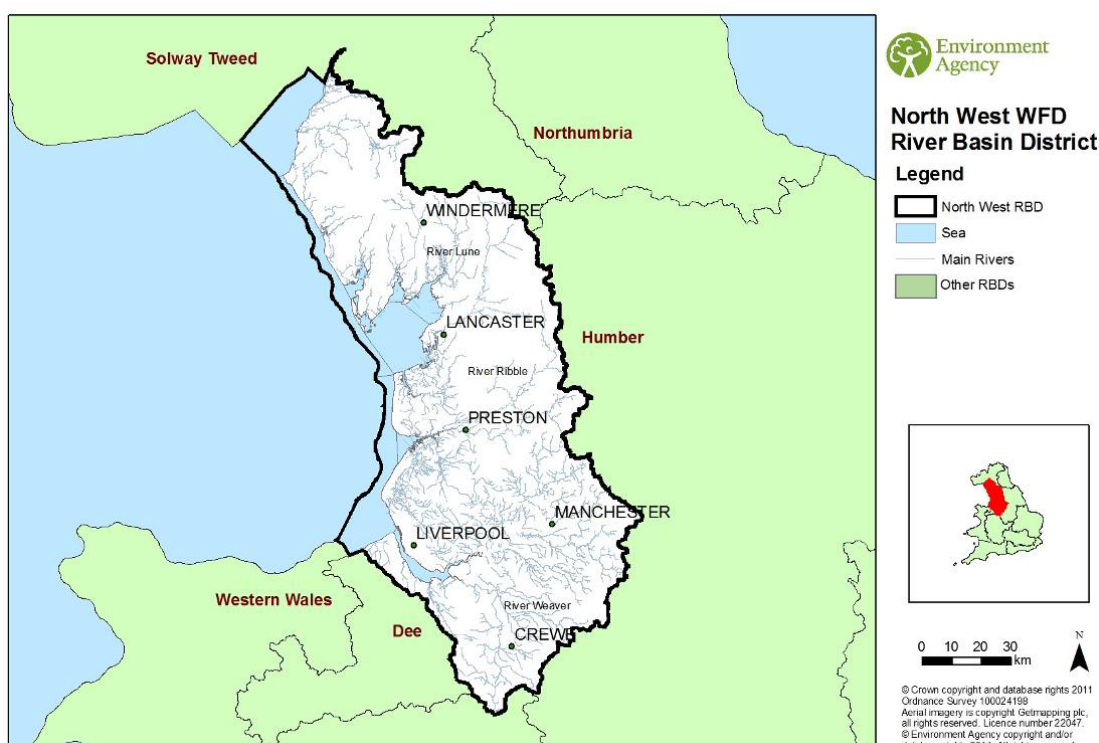 Solway Tweed
Northumbria
WINDERMERE
River Lune
LANCASTER
Humber
River Ribble
PRESTON
MANCHESTER
LIVERPOOL
Western Wales
River Weaver
Dee
CREWE
Environment
Agency
North West WFD
River Basin District
Legend
North West RBD
Sea
Main Rivers
Other RBDs
N
0 10 20 30
km
© Crown copyright and database rights 2011
Ordnance Survey 100024198
Aerial imagery is copyright Getmapping plc,
all rights reserved. Licence number 22047.
© Environment Agency copyright and/or